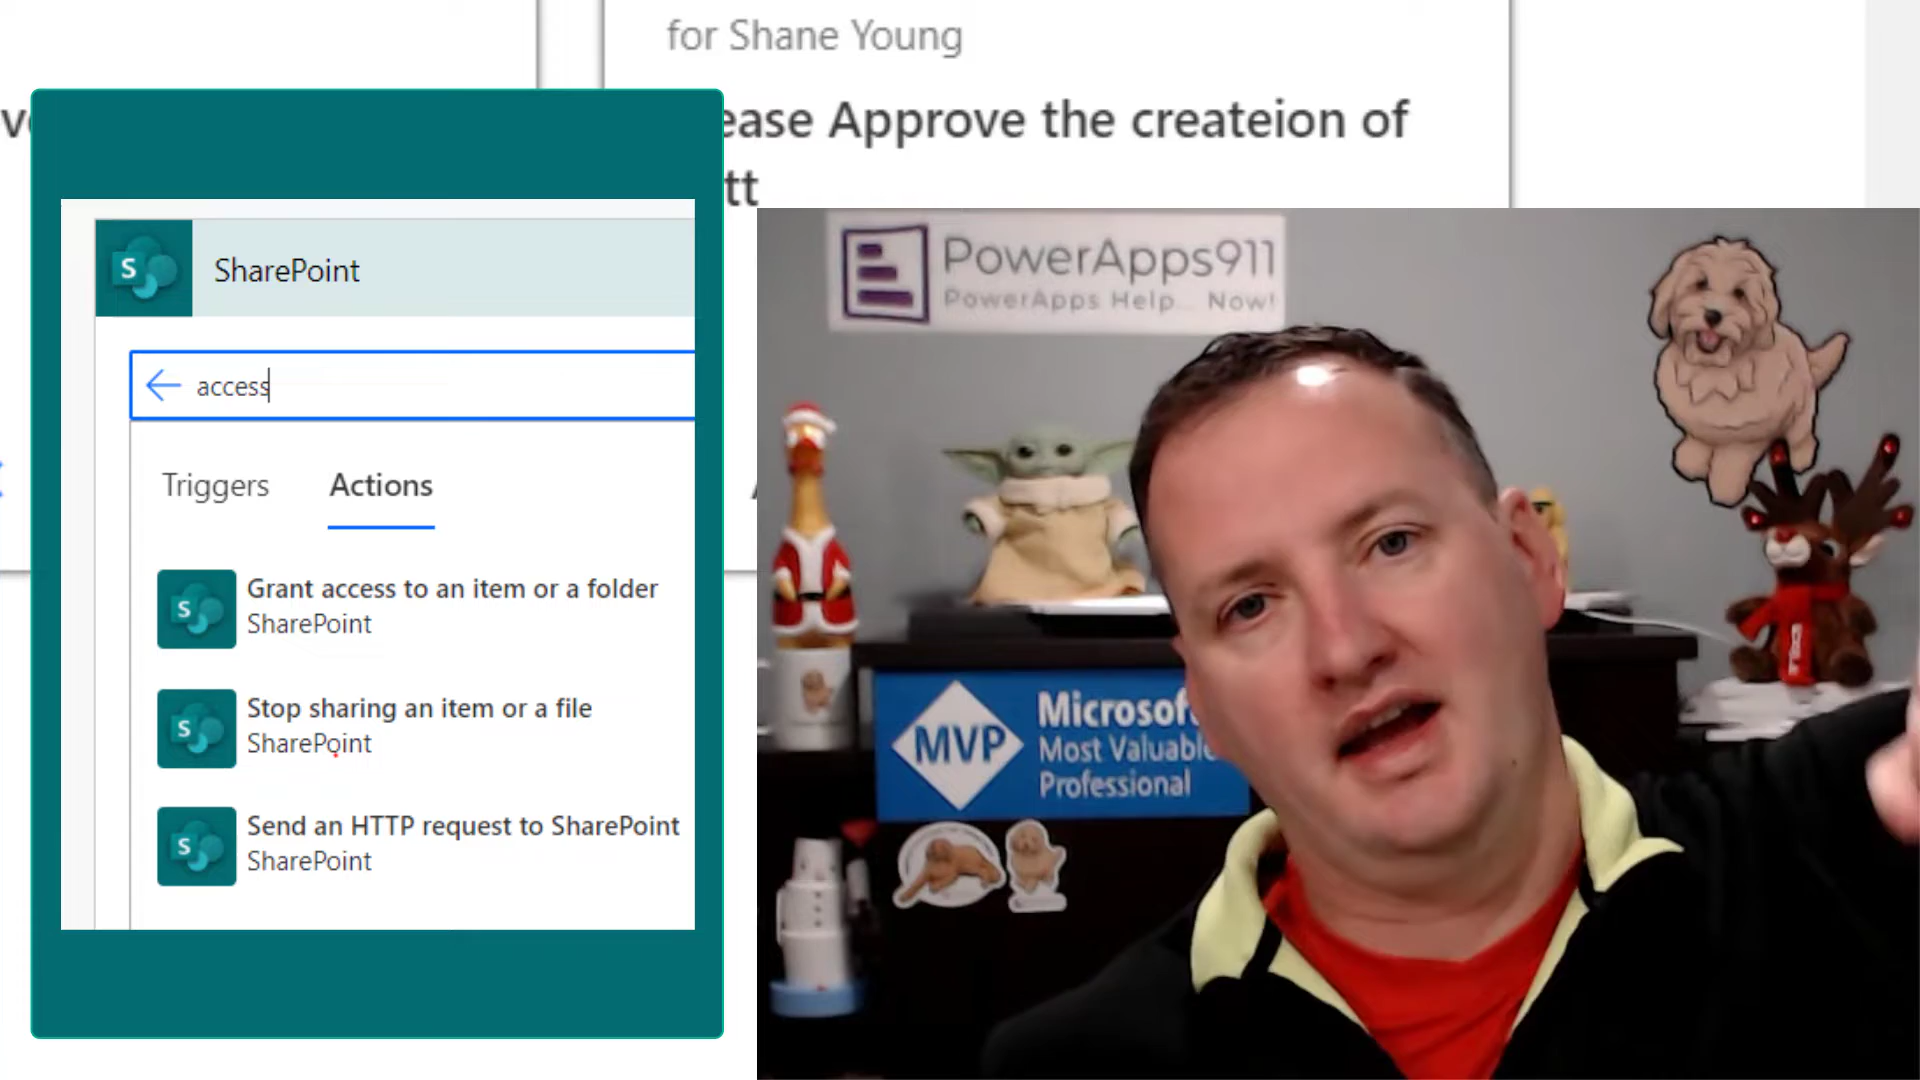 for Shane Young
ease Approve the createion of
tt
SharePoint
access
Triggers Actions
Grant access to an item or a folder
SharePoint
Stop sharing an item or a file
SharePoint
Send an HTTP request to SharePoint
SharePoint
PowerApps911
PowerApps Help... Now!
MVP
Microsof
Most Valuable
Professional